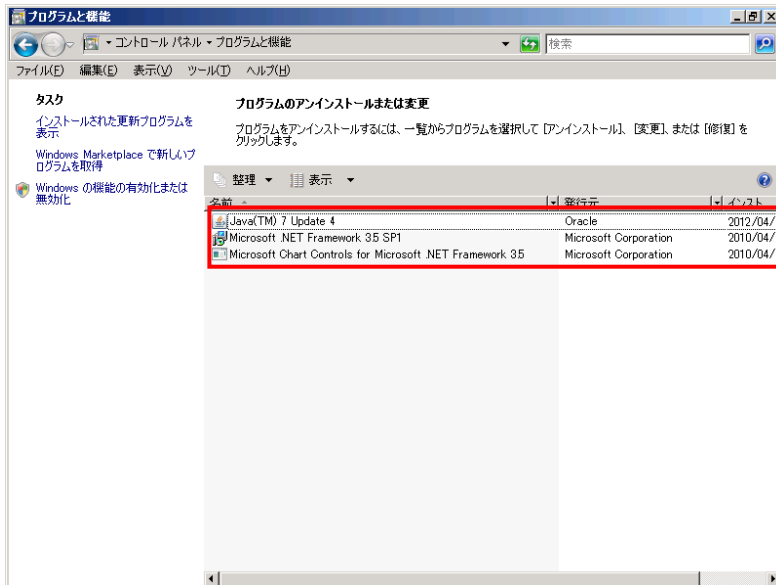 プログラムと機能
コントロール パネル ▾ プログラムと機能
検索
ファイル(F) 編集(E) 表示(V) ツール(T) ヘルプ(H)
タスク
インストールされた更新プログラムを
表示
Windows Marketplace で新しいプ
ログラムを取得
Windows の機能の有効化または
無効化
プログラムのアンインストールまたは変更
プログラムをアンインストールするには、一覧からプログラムを選択して [アンインストール]、[変更]、または [修復] を
クリックします。
整理 表示
名前 発行元 インスト
Java(TM) 7 Update 4 Oracle 2012/04/
Microsoft .NET Framework 3.5 SP1 Microsoft Corporation 2010/04/
Microsoft Chart Controls for Microsoft .NET Framework 3.5 Microsoft Corporation 2010/04/